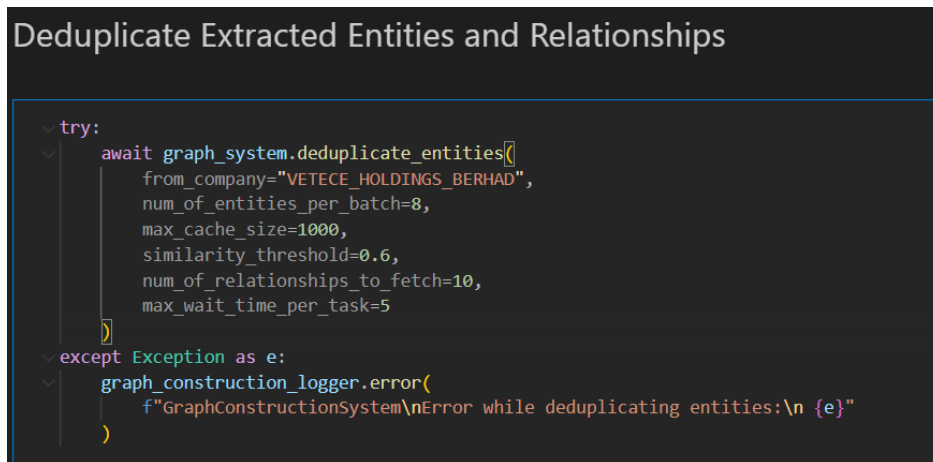 Deduplicate Extracted Entities and Relationships
try:
    await graph_system.deduplicate_entities(
        from_company="VETECE_HOLDINGS_BERHAD",
        num_of_entities_per_batch=8,
        max_cache_size=1000,
        similarity_threshold=0.6,
        num_of_relationships_to_fetch=10,
        max_wait_time_per_task=5
    )
except Exception as e:
    graph_construction_logger.error(
        f"GraphConstructionSystem\nError while deduplicating entities:\n {e}"
    )